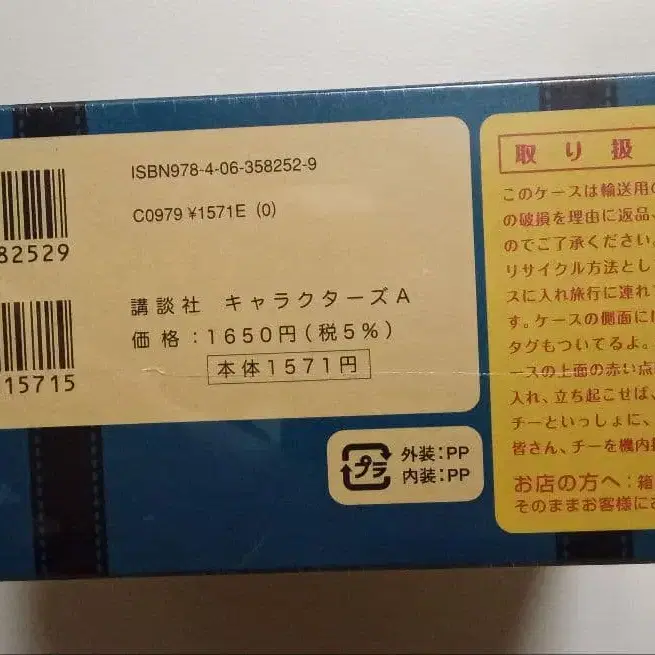 ISBN978-4-06-358252-9
C0979 ¥1571E (0)
82529
講談社 キャラクターズA
価格:1650円(税5%)
本体1571円
15715
プラ
外装:PP
内装:PP
取り扱
このケースは輸送用の
の破損を理由に返品、
のでご了承ください。
リサイクル方法とし
スに入れ旅行に連れて
す。ケースの側面に
タグもついてるよ。
ースの上面の赤い点
入れ、立ち起こせば、
チーといっしょに、
皆さん、チーを機内
お店の方へ:箱
そのままお客様にお